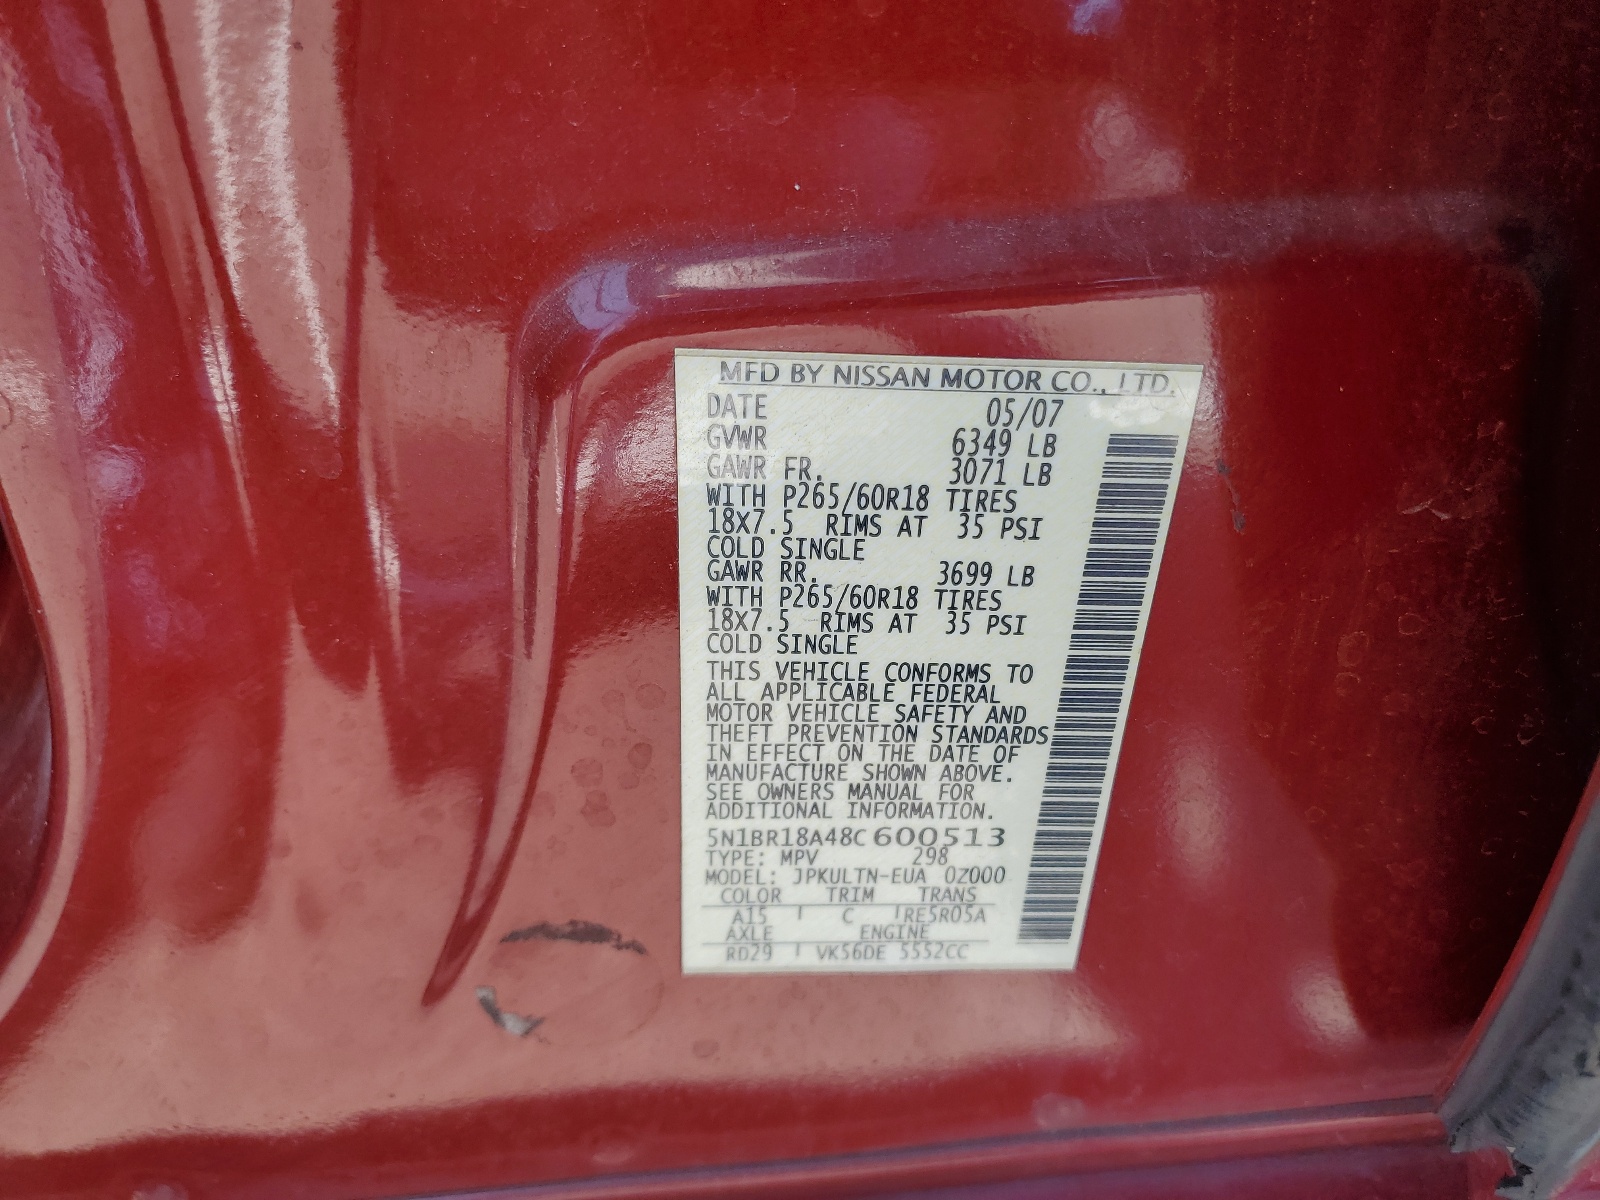 MFD BY NISSAN MOTOR CO., LTD.
DATE 05/07
GVWR 6349 LB
GAWR FR. 3071 LB
WITH P265/60R18 TIRES
18X7.5 RIMS AT 35 PSI
COLD SINGLE
GAWR RR. 3699 LB
WITH P265/60R18 TIRES
18X7.5 RIMS AT 35 PSI
COLD SINGLE
THIS VEHICLE CONFORMS TO
ALL APPLICABLE FEDERAL
MOTOR VEHICLE SAFETY AND
THEFT PREVENTION STANDARDS
IN EFFECT ON THE DATE OF
MANUFACTURE SHOWN ABOVE.
SEE OWNERS MANUAL FOR
ADDITIONAL INFORMATION.
5N1BR18A48C600513
TYPE: MPV 298
MODEL: JPKULTN-EUA 0Z000
COLOR TRIM TRANS
A15 C RE5R05A
AXLE ENGINE
RD29 VK56DE 5552CC